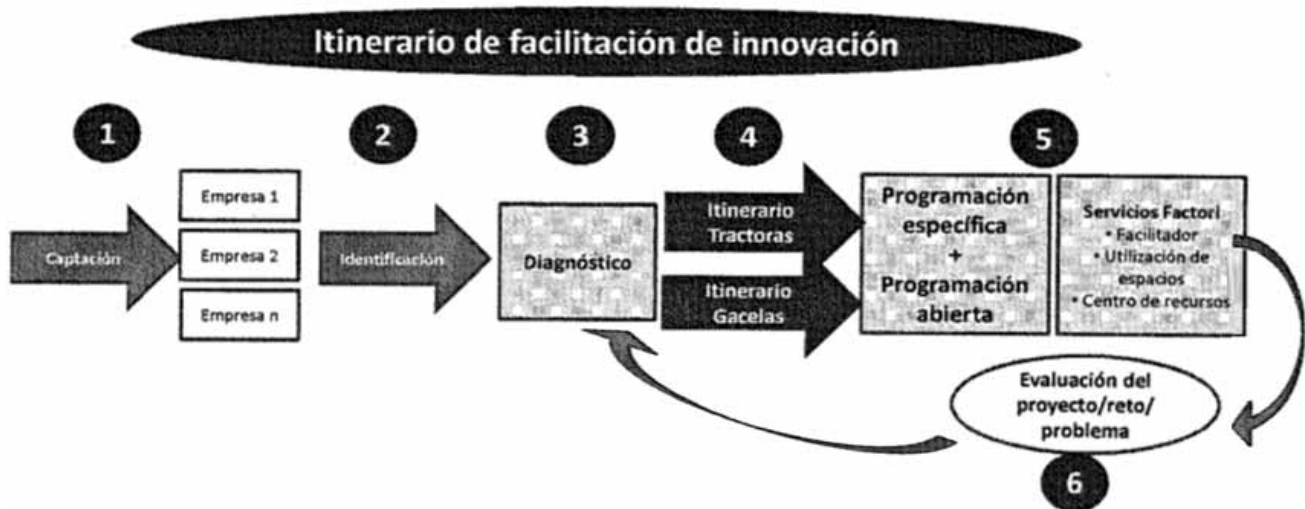 Itinerario de facilitación de innovación
1
2
3
4
5
Captación
Empresa 1
Empresa 2
Empresa n
Identificación
Diagnóstico
Itinerario
Tractoras
Itinerario
Gacelas
Programación
específica
+
Programación
abierta
Servicios Factori
• Facilitador
• Utilización de
espacios
• Centro de recursos
Evaluación del
proyecto/reto/
problema
6